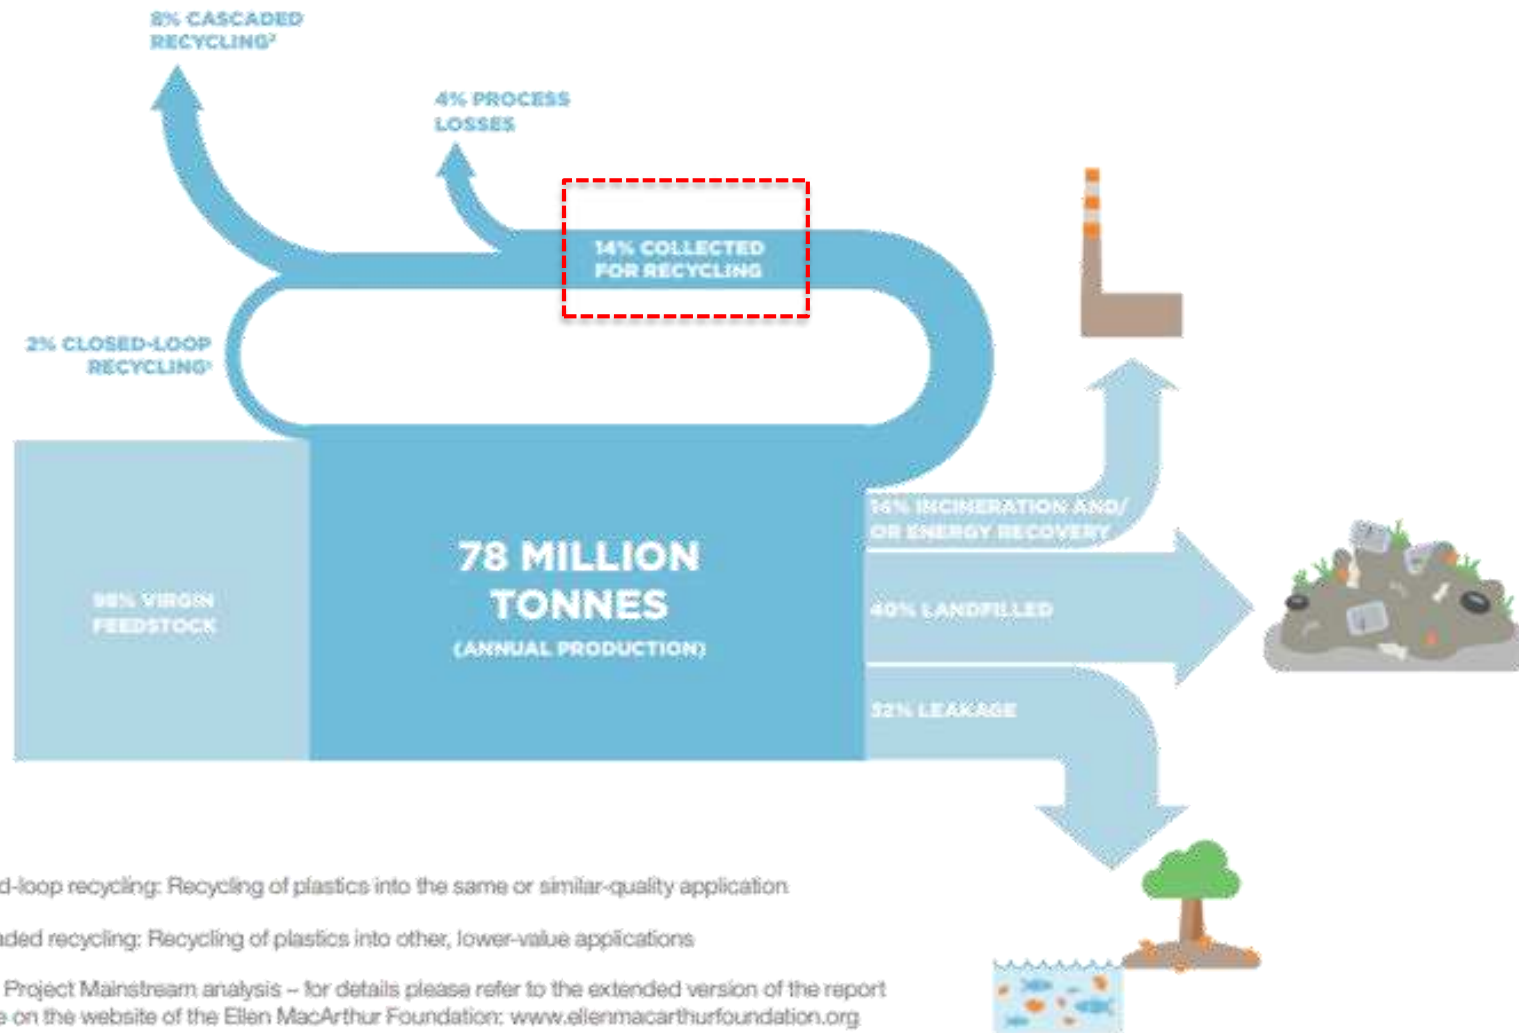 8% CASCADED
RECYCLING²
4% PROCESS
LOSSES
14% COLLECTED
FOR RECYCLING
2% CLOSED-LOOP
RECYCLING¹
98% VIRGIN
FEEDSTOCK
78 MILLION
TONNES
(ANNUAL PRODUCTION)
14% INCINERATION AND/
OR ENERGY RECOVERY
40% LANDFILLED
32% LEAKAGE
d-loop recycling: Recycling of plastics into the same or similar-quality application
aded recycling: Recycling of plastics into other, lower-value applications
Project Mainstream analysis – for details please refer to the extended version of the report
e on the website of the Ellen MacArthur Foundation: www.ellenmacarthurfoundation.org